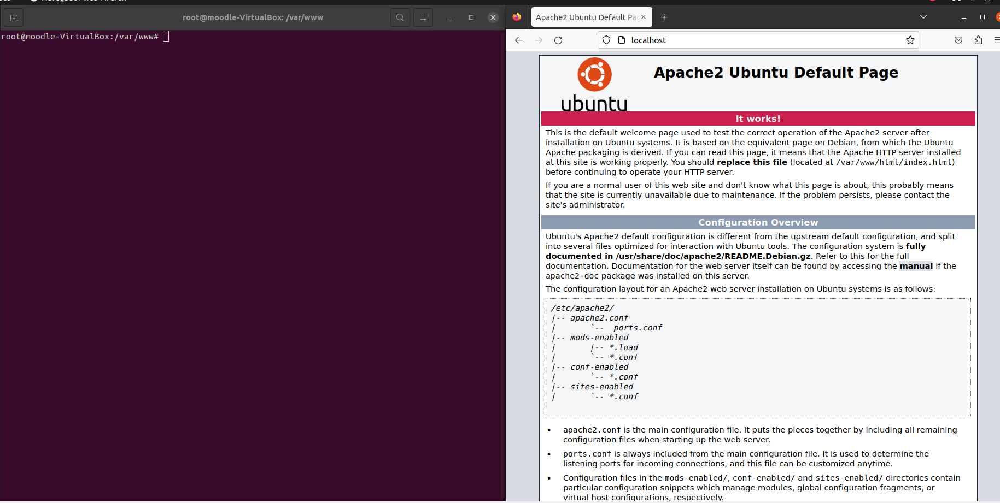 root@moodle-VirtualBox: /var/www
root@moodle-VirtualBox:/var/www#
Apache2 Ubuntu Default Pag
localhost
ubuntu
Apache2 Ubuntu Default Page
It works!
This is the default welcome page used to test the correct operation of the Apache2 server after
installation on Ubuntu systems. It is based on the equivalent page on Debian, from which the Ubuntu
Apache packaging is derived. If you can read this page, it means that the Apache HTTP server installed
at this site is working properly. You should replace this file (located at /var/www/html/index.html)
before continuing to operate your HTTP server.
If you are a normal user of this web site and don't know what this page is about, this probably means
that the site is currently unavailable due to maintenance. If the problem persists, please contact the
site's administrator.
Configuration Overview
Ubuntu's Apache2 default configuration is different from the upstream default configuration, and split
into several files optimized for interaction with Ubuntu tools. The configuration system is fully
documented in /usr/share/doc/apache2/README.Debian.gz. Refer to this for the full
documentation. Documentation for the web server itself can be found by accessing the manual if the
apache2-doc package was installed on this server.
The configuration layout for an Apache2 web server installation on Ubuntu systems is as follows:
/etc/apache2/
|-- apache2.conf
|       `--  ports.conf
|-- mods-enabled
|       |-- *.load
|       `-- *.conf
|-- conf-enabled
|       `-- *.conf
|-- sites-enabled
|       `-- *.conf
• apache2.conf is the main configuration file. It puts the pieces together by including all remaining
configuration files when starting up the web server.
• ports.conf is always included from the main configuration file. It is used to determine the
listening ports for incoming connections, and this file can be customized anytime.
• Configuration files in the mods-enabled/, conf-enabled/ and sites-enabled/ directories contain
particular configuration snippets which manage modules, global configuration fragments, or
virtual host configurations, respectively.